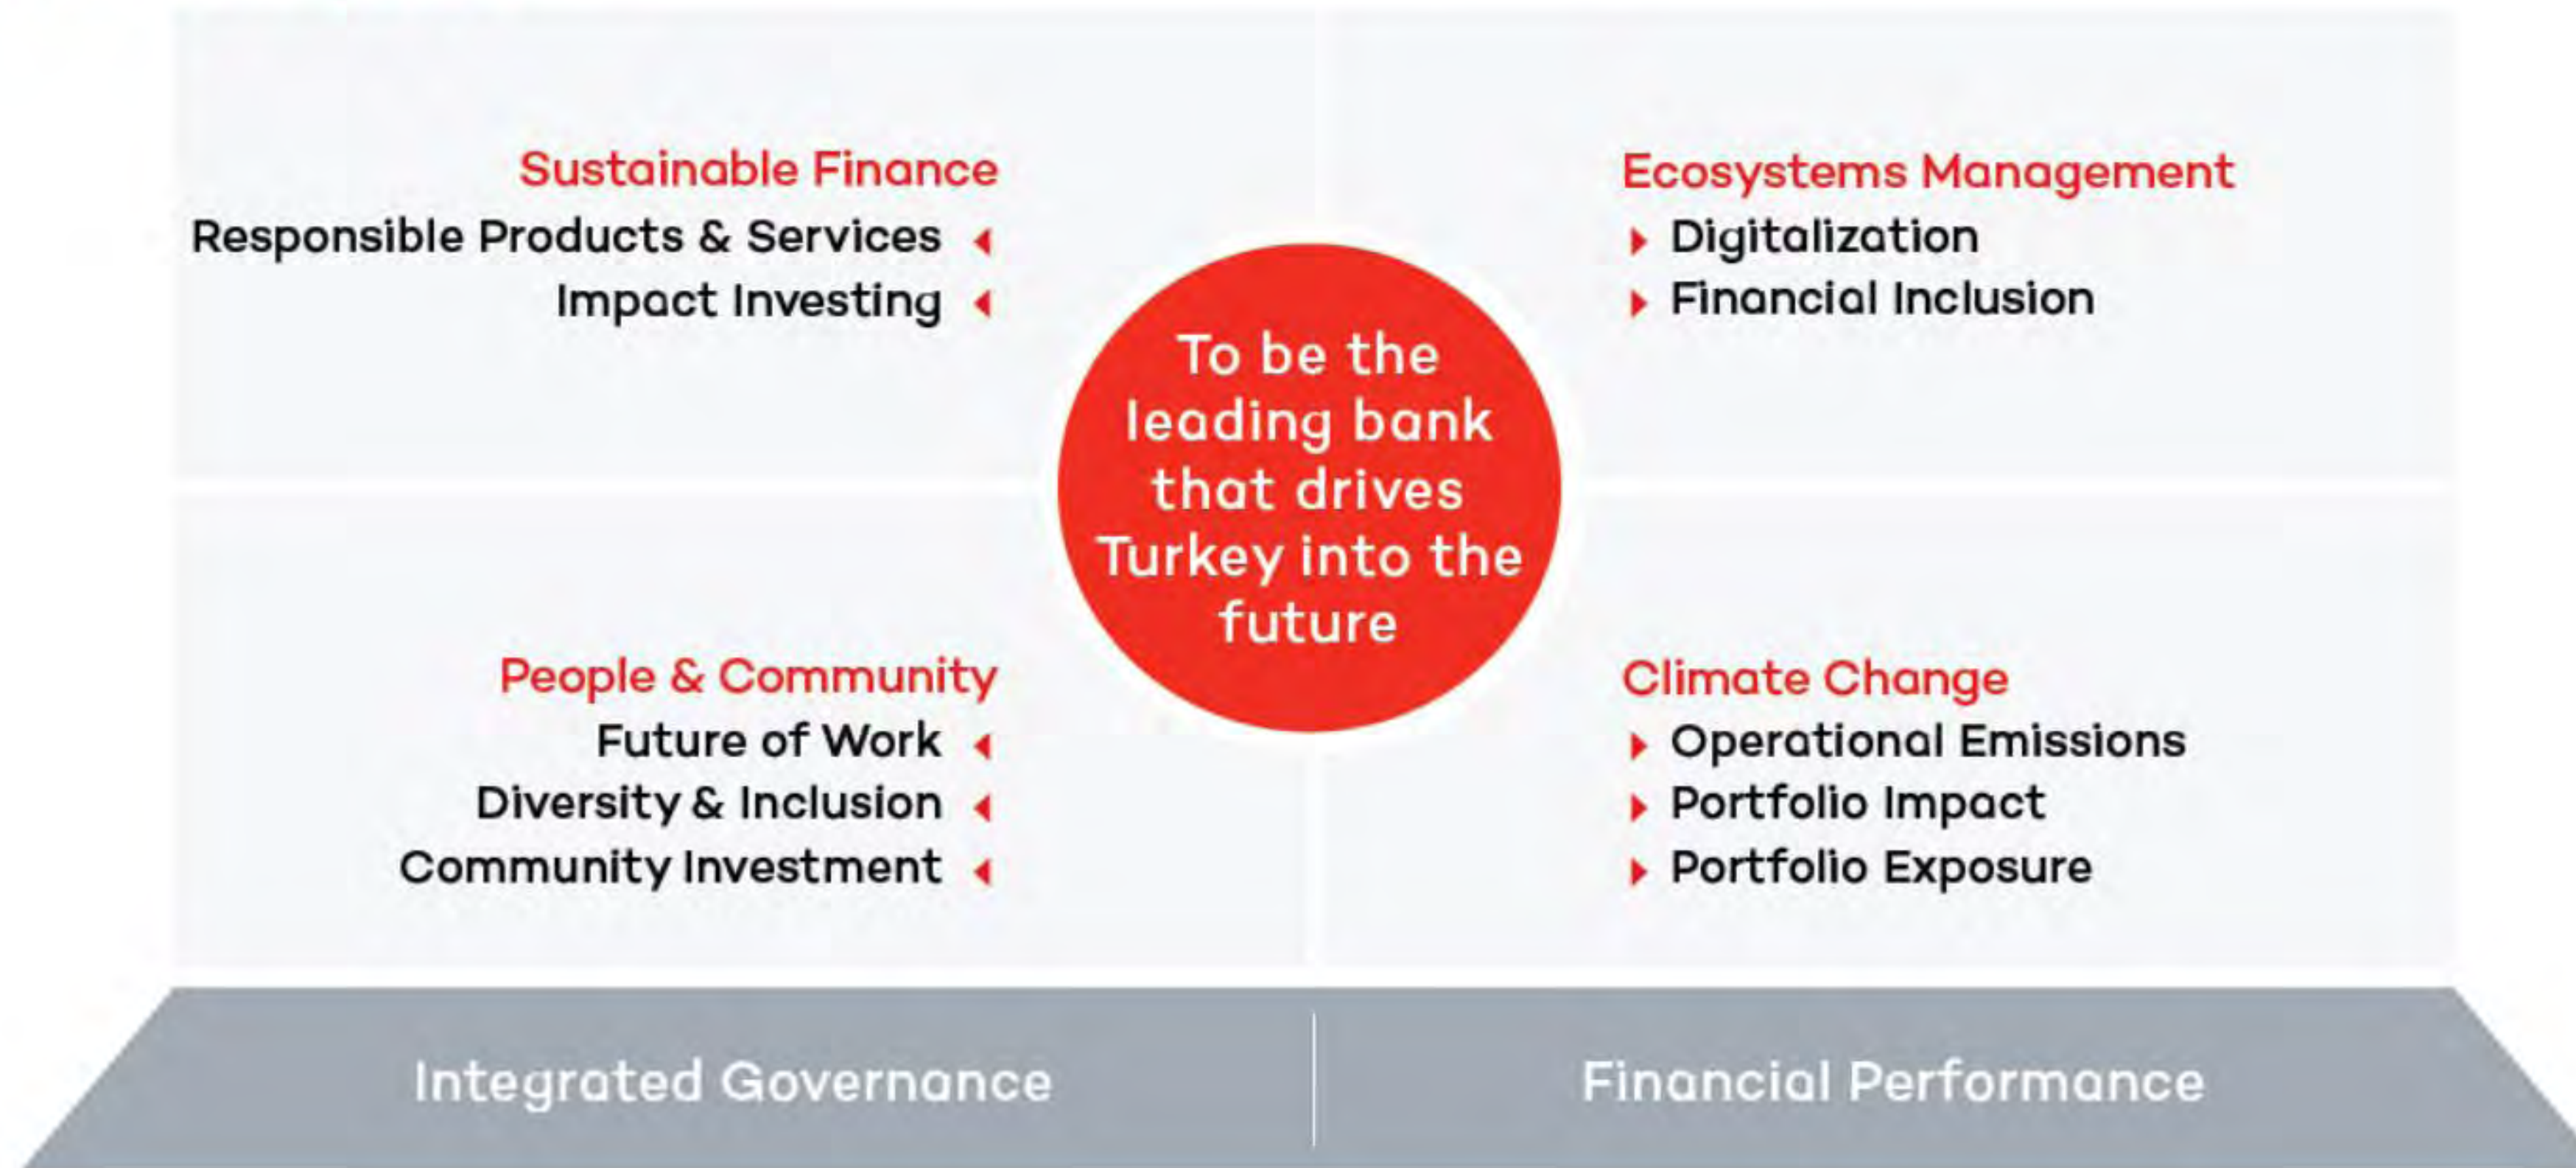 Sustainable Finance
Responsible Products & Services
Impact Investing
Ecosystems Management
Digitalization
Financial Inclusion
To be the
leading bank
that drives
Turkey into the
future
People & Community
Future of Work
Diversity & Inclusion
Community Investment
Climate Change
Operational Emissions
Portfolio Impact
Portfolio Exposure
Integrated Governance
Financial Performance